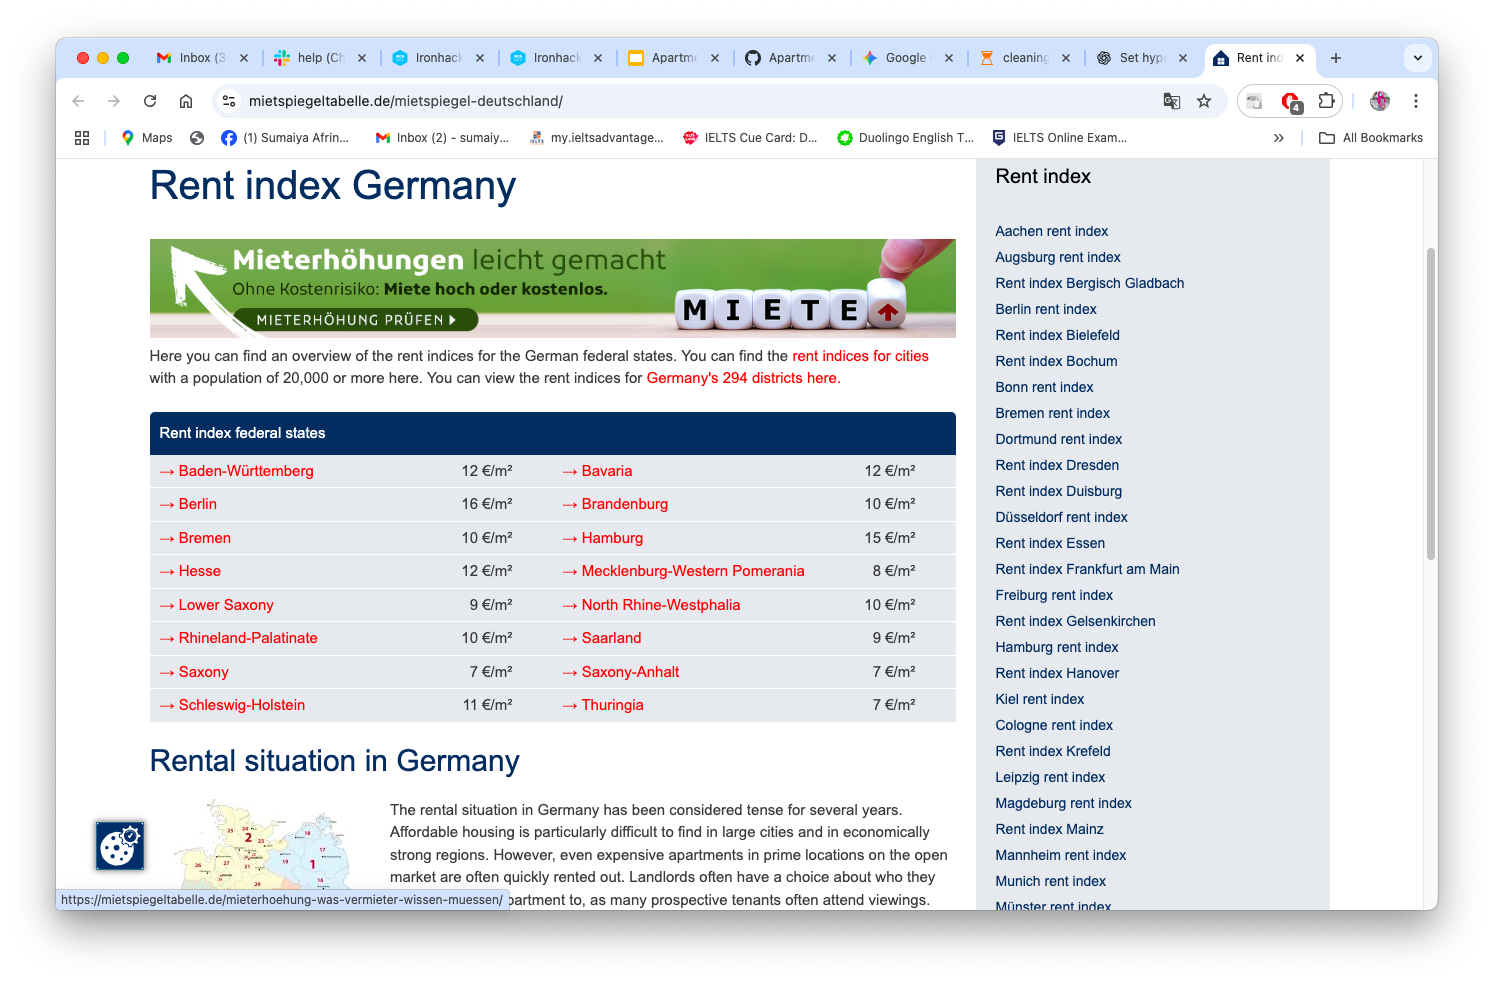 Inbox (3
help (Ch
Ironhack
Ironhack
Apartme
Apartme
Google
cleaning
Set hypo
Rent ind
mietspiegeltabelle.de/mietspiegel-deutschland/
4
Maps
(1) Sumaiya Afrin...
Inbox (2) - sumaiy...
my.ieltsadvantage...
IELTS Cue Card: D...
Duolingo English T...
IELTS Online Exam...
All Bookmarks
Rent index Germany
Mieterhöhungen leicht gemacht
Ohne Kostenrisiko: Miete hoch oder kostenlos.
MIETERHÖHUNG PRÜFEN
MIETE
Here you can find an overview of the rent indices for the German federal states. You can find the rent indices for cities
with a population of 20,000 or more here. You can view the rent indices for Germany's 294 districts here.
Rent index federal states
→ Baden-Württemberg 12 €/m² → Bavaria 12 €/m²
→ Berlin 16 €/m² → Brandenburg 10 €/m²
→ Bremen 10 €/m² → Hamburg 15 €/m²
→ Hesse 12 €/m² → Mecklenburg-Western Pomerania 8 €/m²
→ Lower Saxony 9 €/m² → North Rhine-Westphalia 10 €/m²
→ Rhineland-Palatinate 10 €/m² → Saarland 9 €/m²
→ Saxony 7 €/m² → Saxony-Anhalt 7 €/m²
→ Schleswig-Holstein 11 €/m² → Thuringia 7 €/m²
Rental situation in Germany
The rental situation in Germany has been considered tense for several years.
Affordable housing is particularly difficult to find in large cities and in economically
strong regions. However, even expensive apartments in prime locations on the open
market are often quickly rented out. Landlords often have a choice about who they
partment to, as many prospective tenants often attend viewings.
https://mietspiegeltabelle.de/mieterhoehung-was-vermieter-wissen-muessen/
Rent index
Aachen rent index
Augsburg rent index
Rent index Bergisch Gladbach
Berlin rent index
Rent index Bielefeld
Rent index Bochum
Bonn rent index
Bremen rent index
Dortmund rent index
Rent index Dresden
Rent index Duisburg
Düsseldorf rent index
Rent index Essen
Rent index Frankfurt am Main
Freiburg rent index
Rent index Gelsenkirchen
Hamburg rent index
Rent index Hanover
Kiel rent index
Cologne rent index
Rent index Krefeld
Leipzig rent index
Magdeburg rent index
Rent index Mainz
Mannheim rent index
Munich rent index
Münster rent index